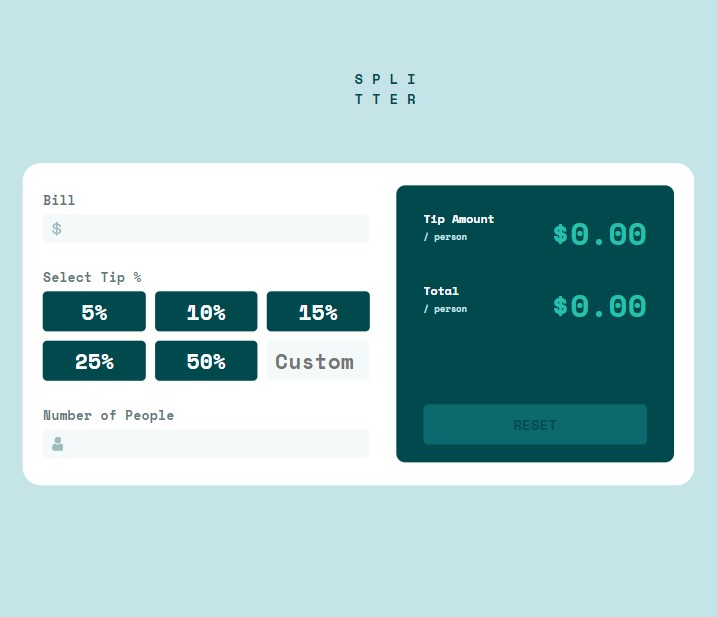 SPLI
TTER
Bill
$
Select Tip %
5%
10%
15%
25%
50%
Custom
Number of People
Tip Amount
/ person
$0.00
Total
/ person
$0.00
RESET